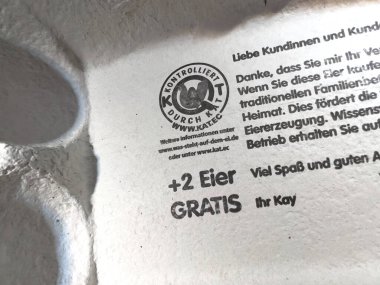 Liebe Kundinnen und Kund
Danke, dass Sie mir Ihr Ve
Wenn Sie diese Eier kaufe
traditionellen Familienbe
Heimat. Dies fördert die
Eiererzeugung. Wissens
Betrieb erhalten Sie auf
Viel Spaß und guten A
Ihr Kay
KONTROLLIERT
DURCH KAT
WWW.KAT.EC
Weitere Informationen unter
www.was-steht-auf-dem-ei.de
oder unter www.kat.ec
+2 Eier
GRATIS